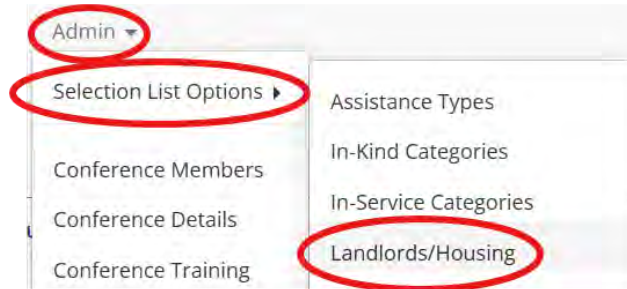 Admin
Selection List Options
Conference Members
Conference Details
Conference Training
Assistance Types
In-Kind Categories
In-Service Categories
Landlords/Housing